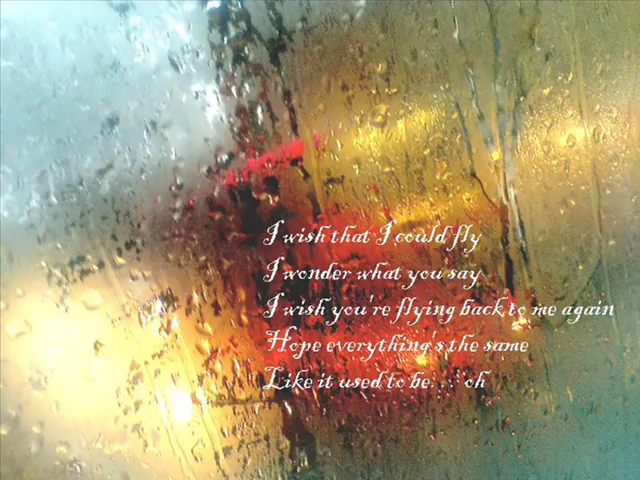 I wish that I could fly
I wonder what you say
I wish you're flying back to me again
Hope everything's the same
Like it used to be. . . oh